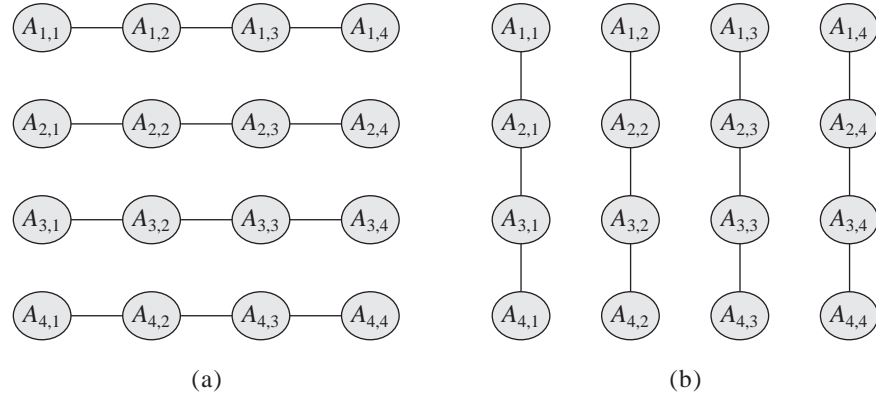 A1,1 A1,2 A1,3 A1,4 A1,1 A1,2 A1,3 A1,4
A2,1 A2,2 A2,3 A2,4 A2,1 A2,2 A2,3 A2,4
A3,1 A3,2 A3,3 A3,4 A3,1 A3,2 A3,3 A3,4
A4,1 A4,2 A4,3 A4,4 A4,1 A4,2 A4,3 A4,4
(a) (b)